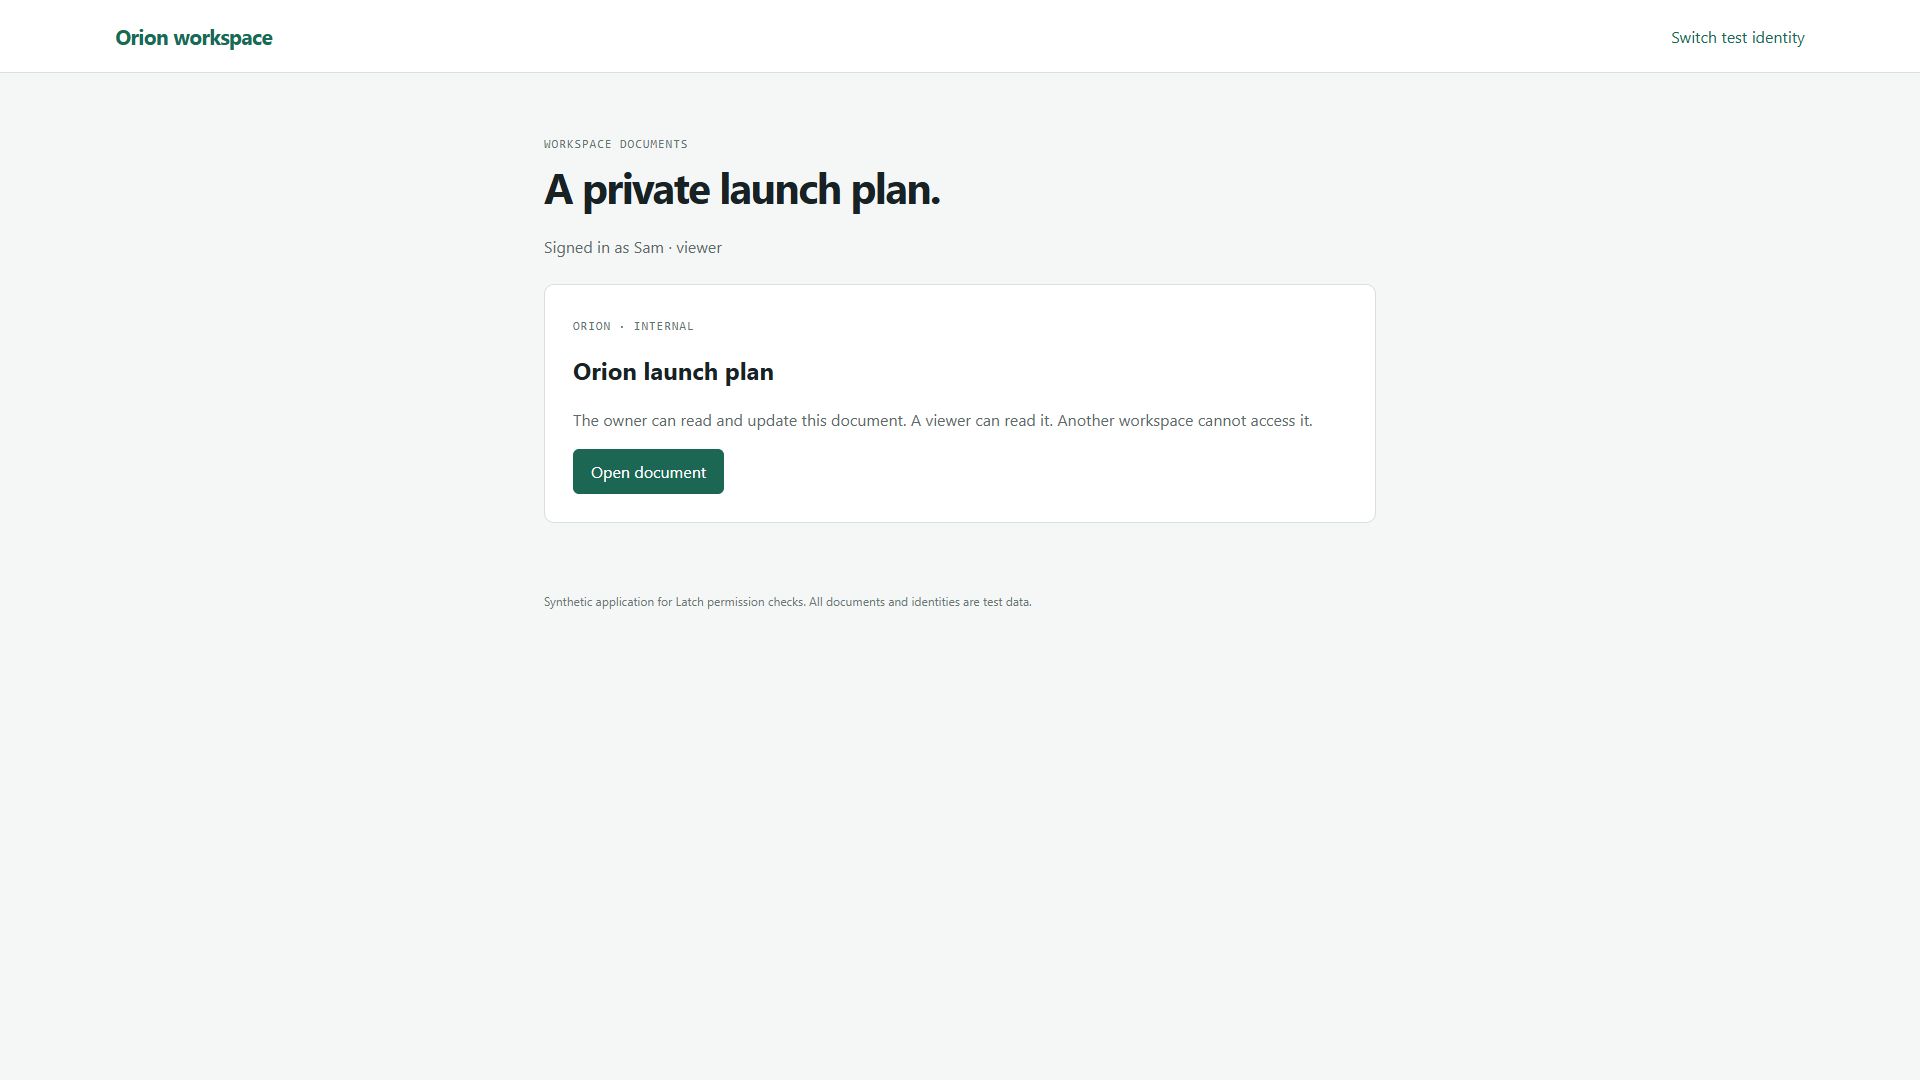 Orion workspace
Switch test identity
WORKSPACE DOCUMENTS
A private launch plan.
Signed in as Sam · viewer
ORION · INTERNAL
Orion launch plan
The owner can read and update this document. A viewer can read it. Another workspace cannot access it.
Open document
Synthetic application for Latch permission checks. All documents and identities are test data.